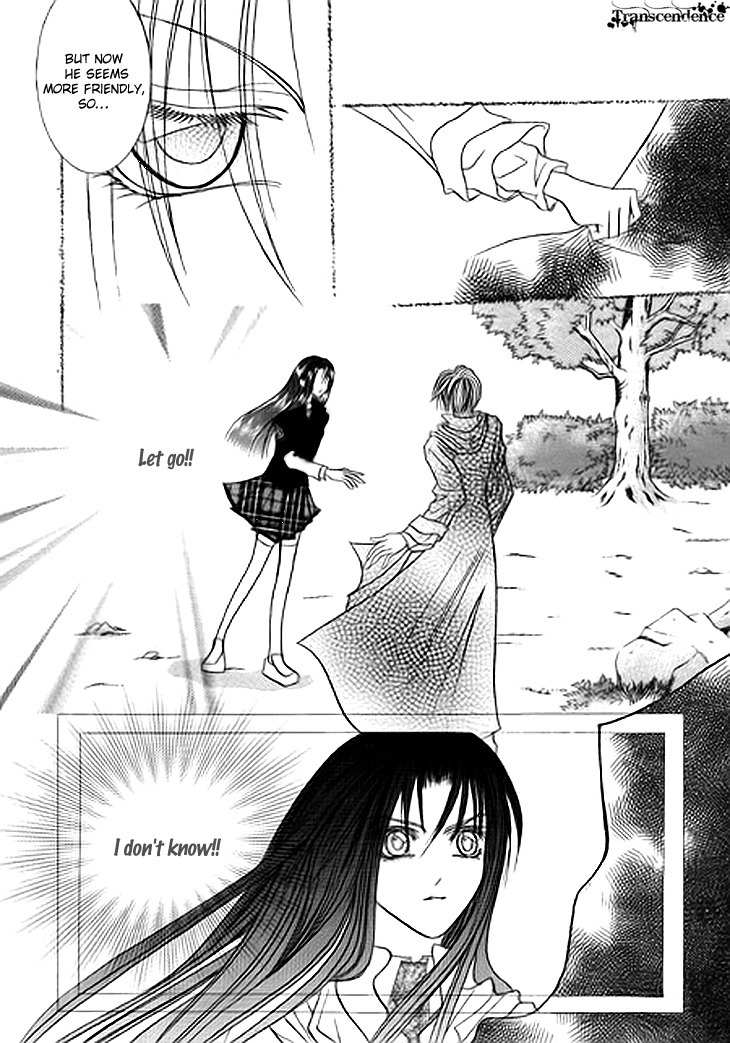 Transcendence
BUT NOW
HE SEEMS
MORE FRIENDLY,
SO...
Let go!!
I don't know!!